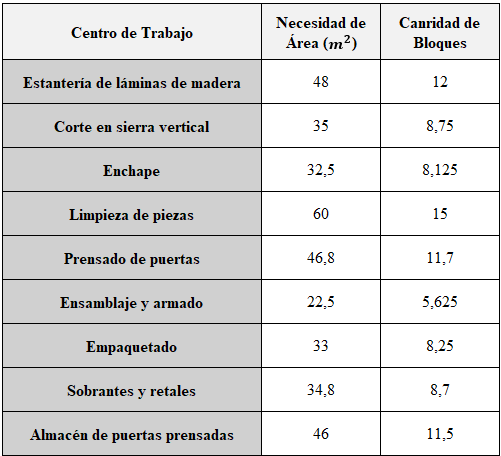 Centro de Trabajo | Necesidad de Área (m²) | Canridad de Bloques
Estantería de láminas de madera | 48 | 12
Corte en sierra vertical | 35 | 8,75
Enchape | 32,5 | 8,125
Limpieza de piezas | 60 | 15
Prensado de puertas | 46,8 | 11,7
Ensamblaje y armado | 22,5 | 5,625
Empaquetado | 33 | 8,25
Sobrantes y retales | 34,8 | 8,7
Almacén de puertas prensadas | 46 | 11,5